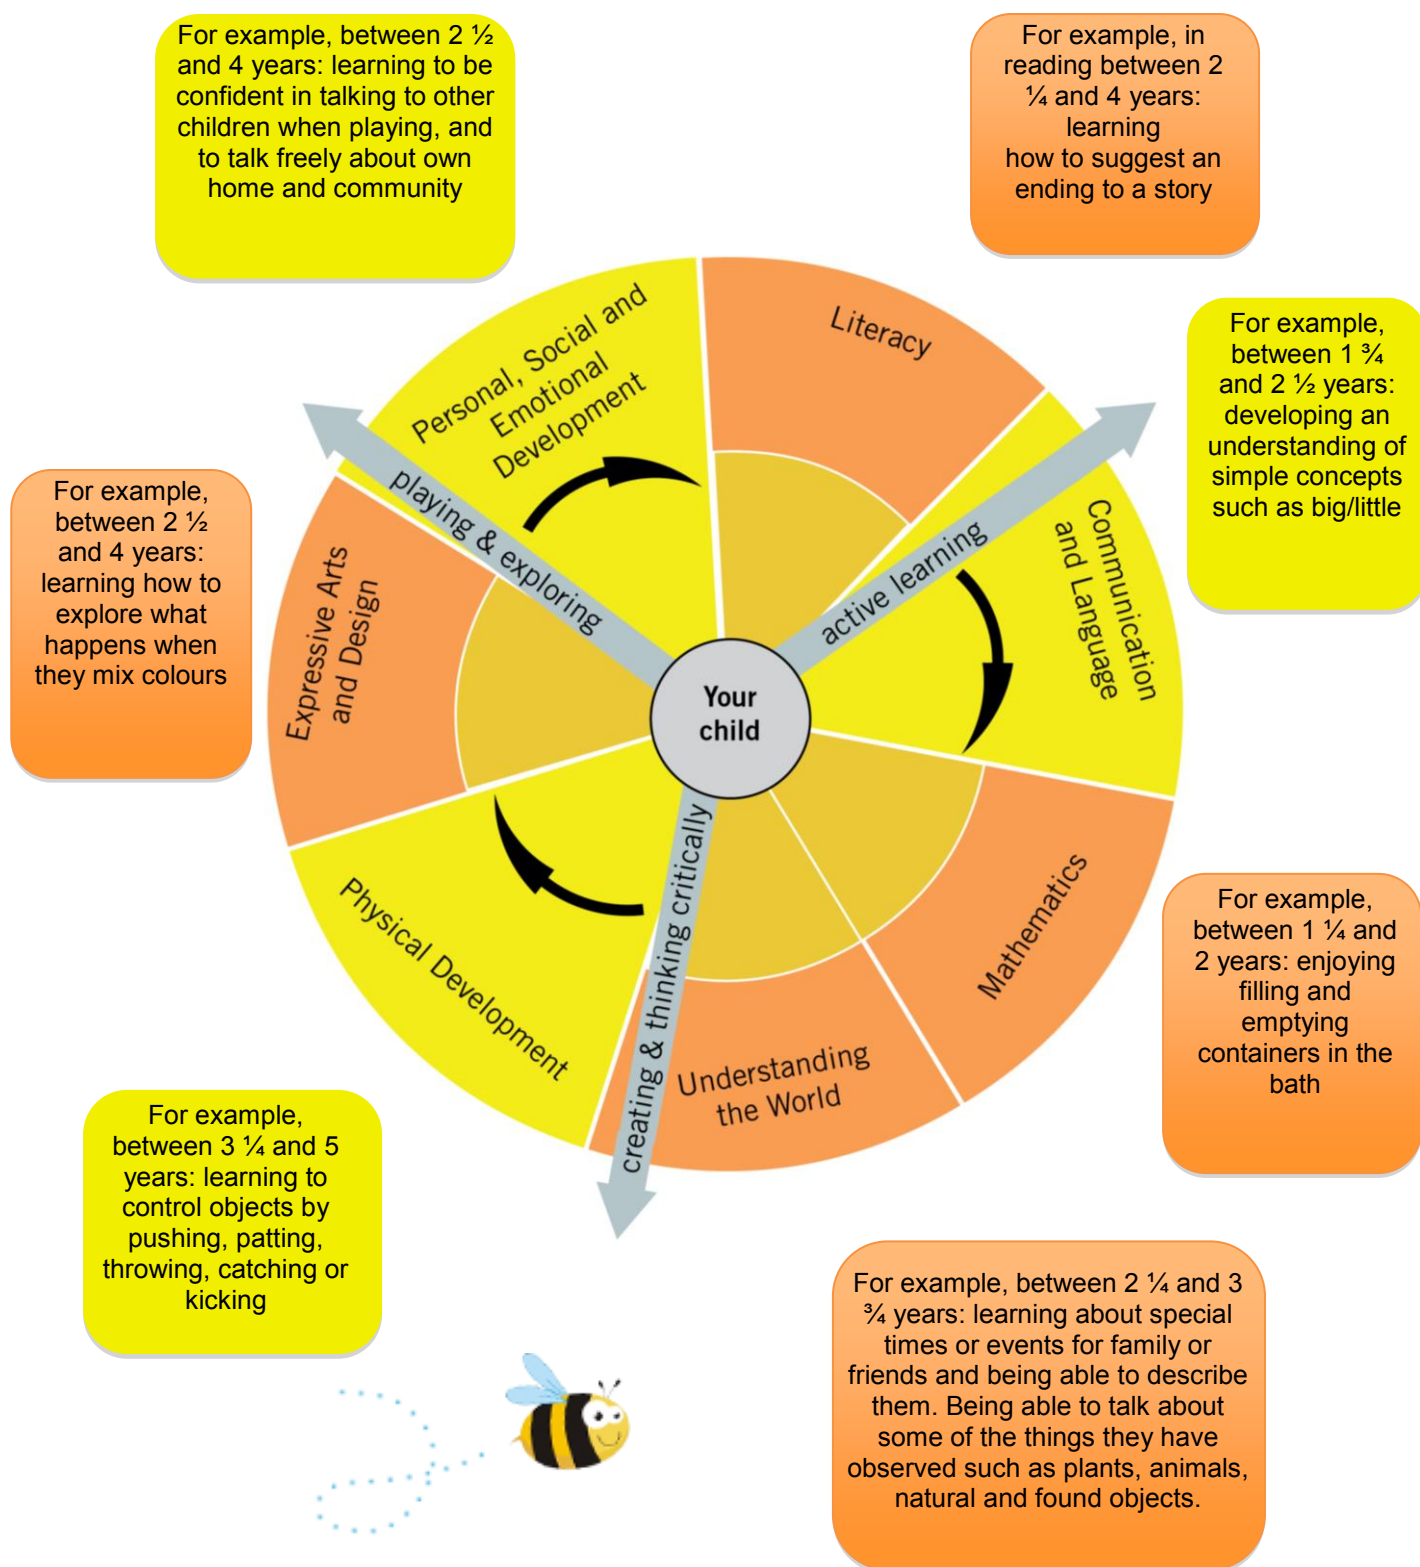 For example, between 2 ½
and 4 years: learning to be
confident in talking to other
children when playing, and
to talk freely about own
home and community
For example, in
reading between 2
¼ and 4 years:
learning
how to suggest an
ending to a story
For example,
between 1 ¾
and 2 ½ years:
developing an
understanding of
simple concepts
such as big/little
For example,
between 2 ½
and 4 years:
learning how to
explore what
happens when
they mix colours
Personal, Social and
Emotional
Development
Literacy
Communication
and Language
Mathematics
Understanding
the World
Physical Development
Expressive Arts
and Design
playing & exploring
active learning
creating & thinking critically
Your
child
For example,
between 1 ¼ and
2 years: enjoying
filling and
emptying
containers in the
bath
For example,
between 3 ¼ and 5
years: learning to
control objects by
pushing, patting,
throwing, catching or
kicking
For example, between 2 ¼ and 3
¾ years: learning about special
times or events for family or
friends and being able to describe
them. Being able to talk about
some of the things they have
observed such as plants, animals,
natural and found objects.